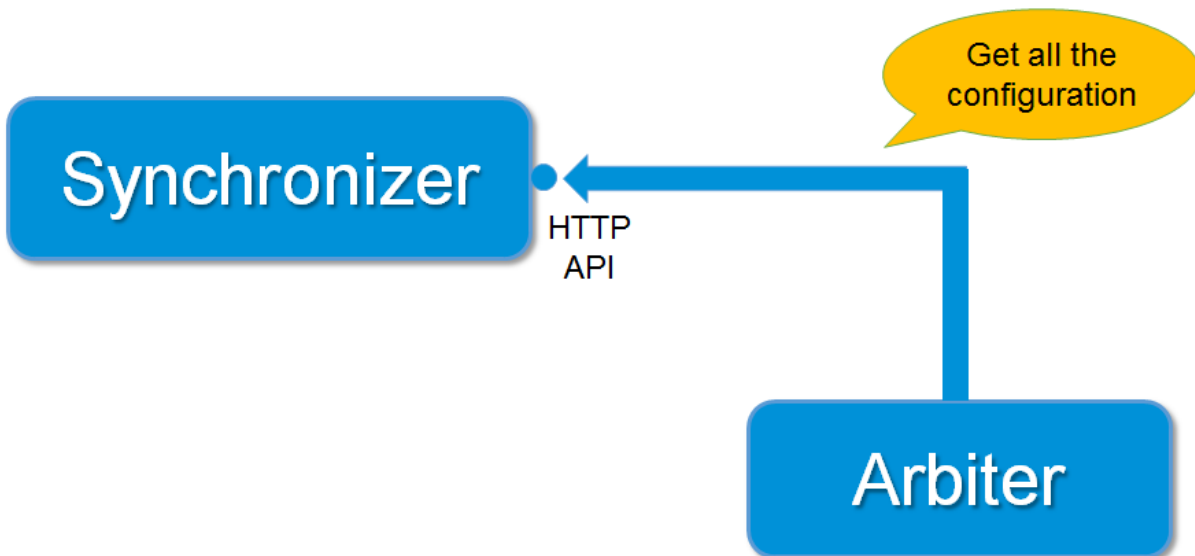 Get all the
configuration
Synchronizer
HTTP
API
Arbiter